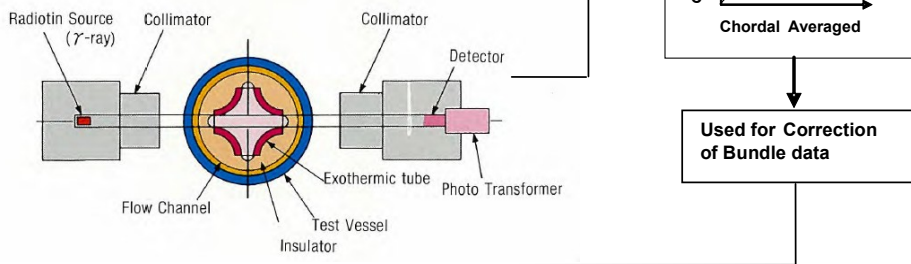 Radiotin Source
(γ-ray)
Collimator
Collimator
Detector
Exothermic tube
Photo Transformer
Flow Channel
Test Vessel
Insulator
Chordal Averaged
Used for Correction
of Bundle data